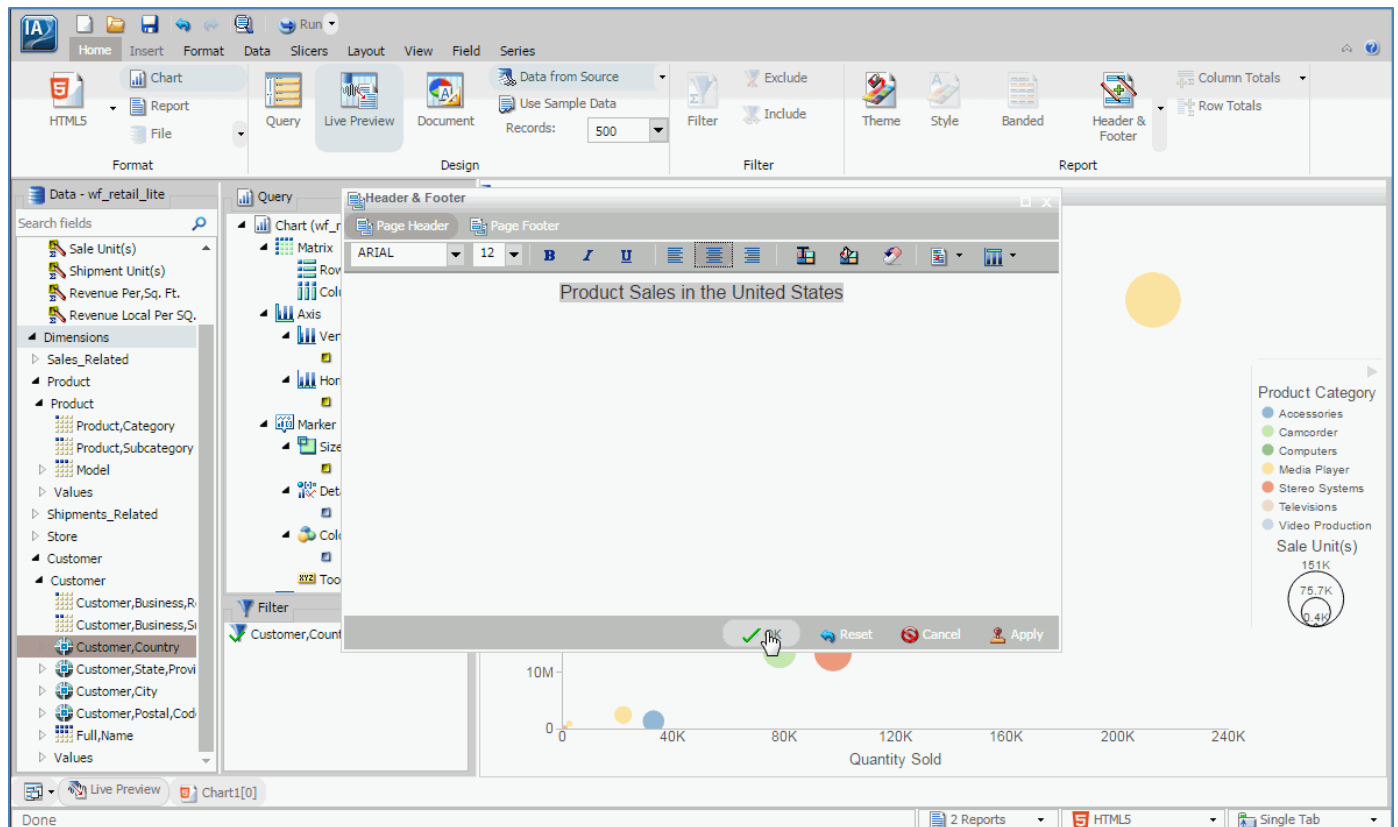 IA
Run
Home Insert Format Data Slicers Layout View Field Series
HTML5
Chart
Report
File
Format
Query
Live Preview
Document
Data from Source
Use Sample Data
Records: 500
Design
Filter
Exclude
Include
Filter
Theme
Style
Banded
Header & Footer
Column Totals
Row Totals
Report
Data - wf_retail_lite
Search fields
Sale Unit(s)
Shipment Unit(s)
Revenue Per,Sq. Ft.
Revenue Local Per SQ.
Dimensions
Sales_Related
Product
Product
Product,Category
Product,Subcategory
Model
Values
Shipments_Related
Store
Customer
Customer
Customer,Business,R
Customer,Business,Su
Customer,Country
Customer,State,Provi
Customer,City
Customer,Postal,Cod
Full,Name
Values
Query
Chart (wf_r
Matrix
Row
Colu
Axis
Ver
Hor
Marker
Size
Det
Colo
XYZ Too
Filter
Customer,Count
Header & Footer
Page Header Page Footer
ARIAL 12 B I U
Product Sales in the United States
OK Reset Cancel Apply
Product Category
Accessories
Camcorder
Computers
Media Player
Stereo Systems
Televisions
Video Production
Sale Unit(s)
151K
75.7K
0.4K
10M
0
0 40K 80K 120K 160K 200K 240K
Quantity Sold
Live Preview Chart1[0]
Done
2 Reports HTML5 Single Tab